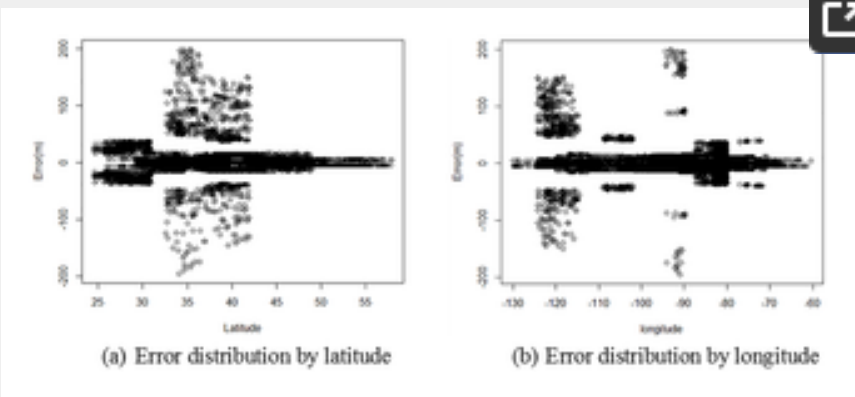 200
100
0
-100
-200
Error(m)
25 30 35 40 45 50 55
Latitude
(a) Error distribution by latitude
200
100
0
-100
-200
Error(m)
-130 -120 -110 -100 -90 -80 -70 -60
longitude
(b) Error distribution by longitude